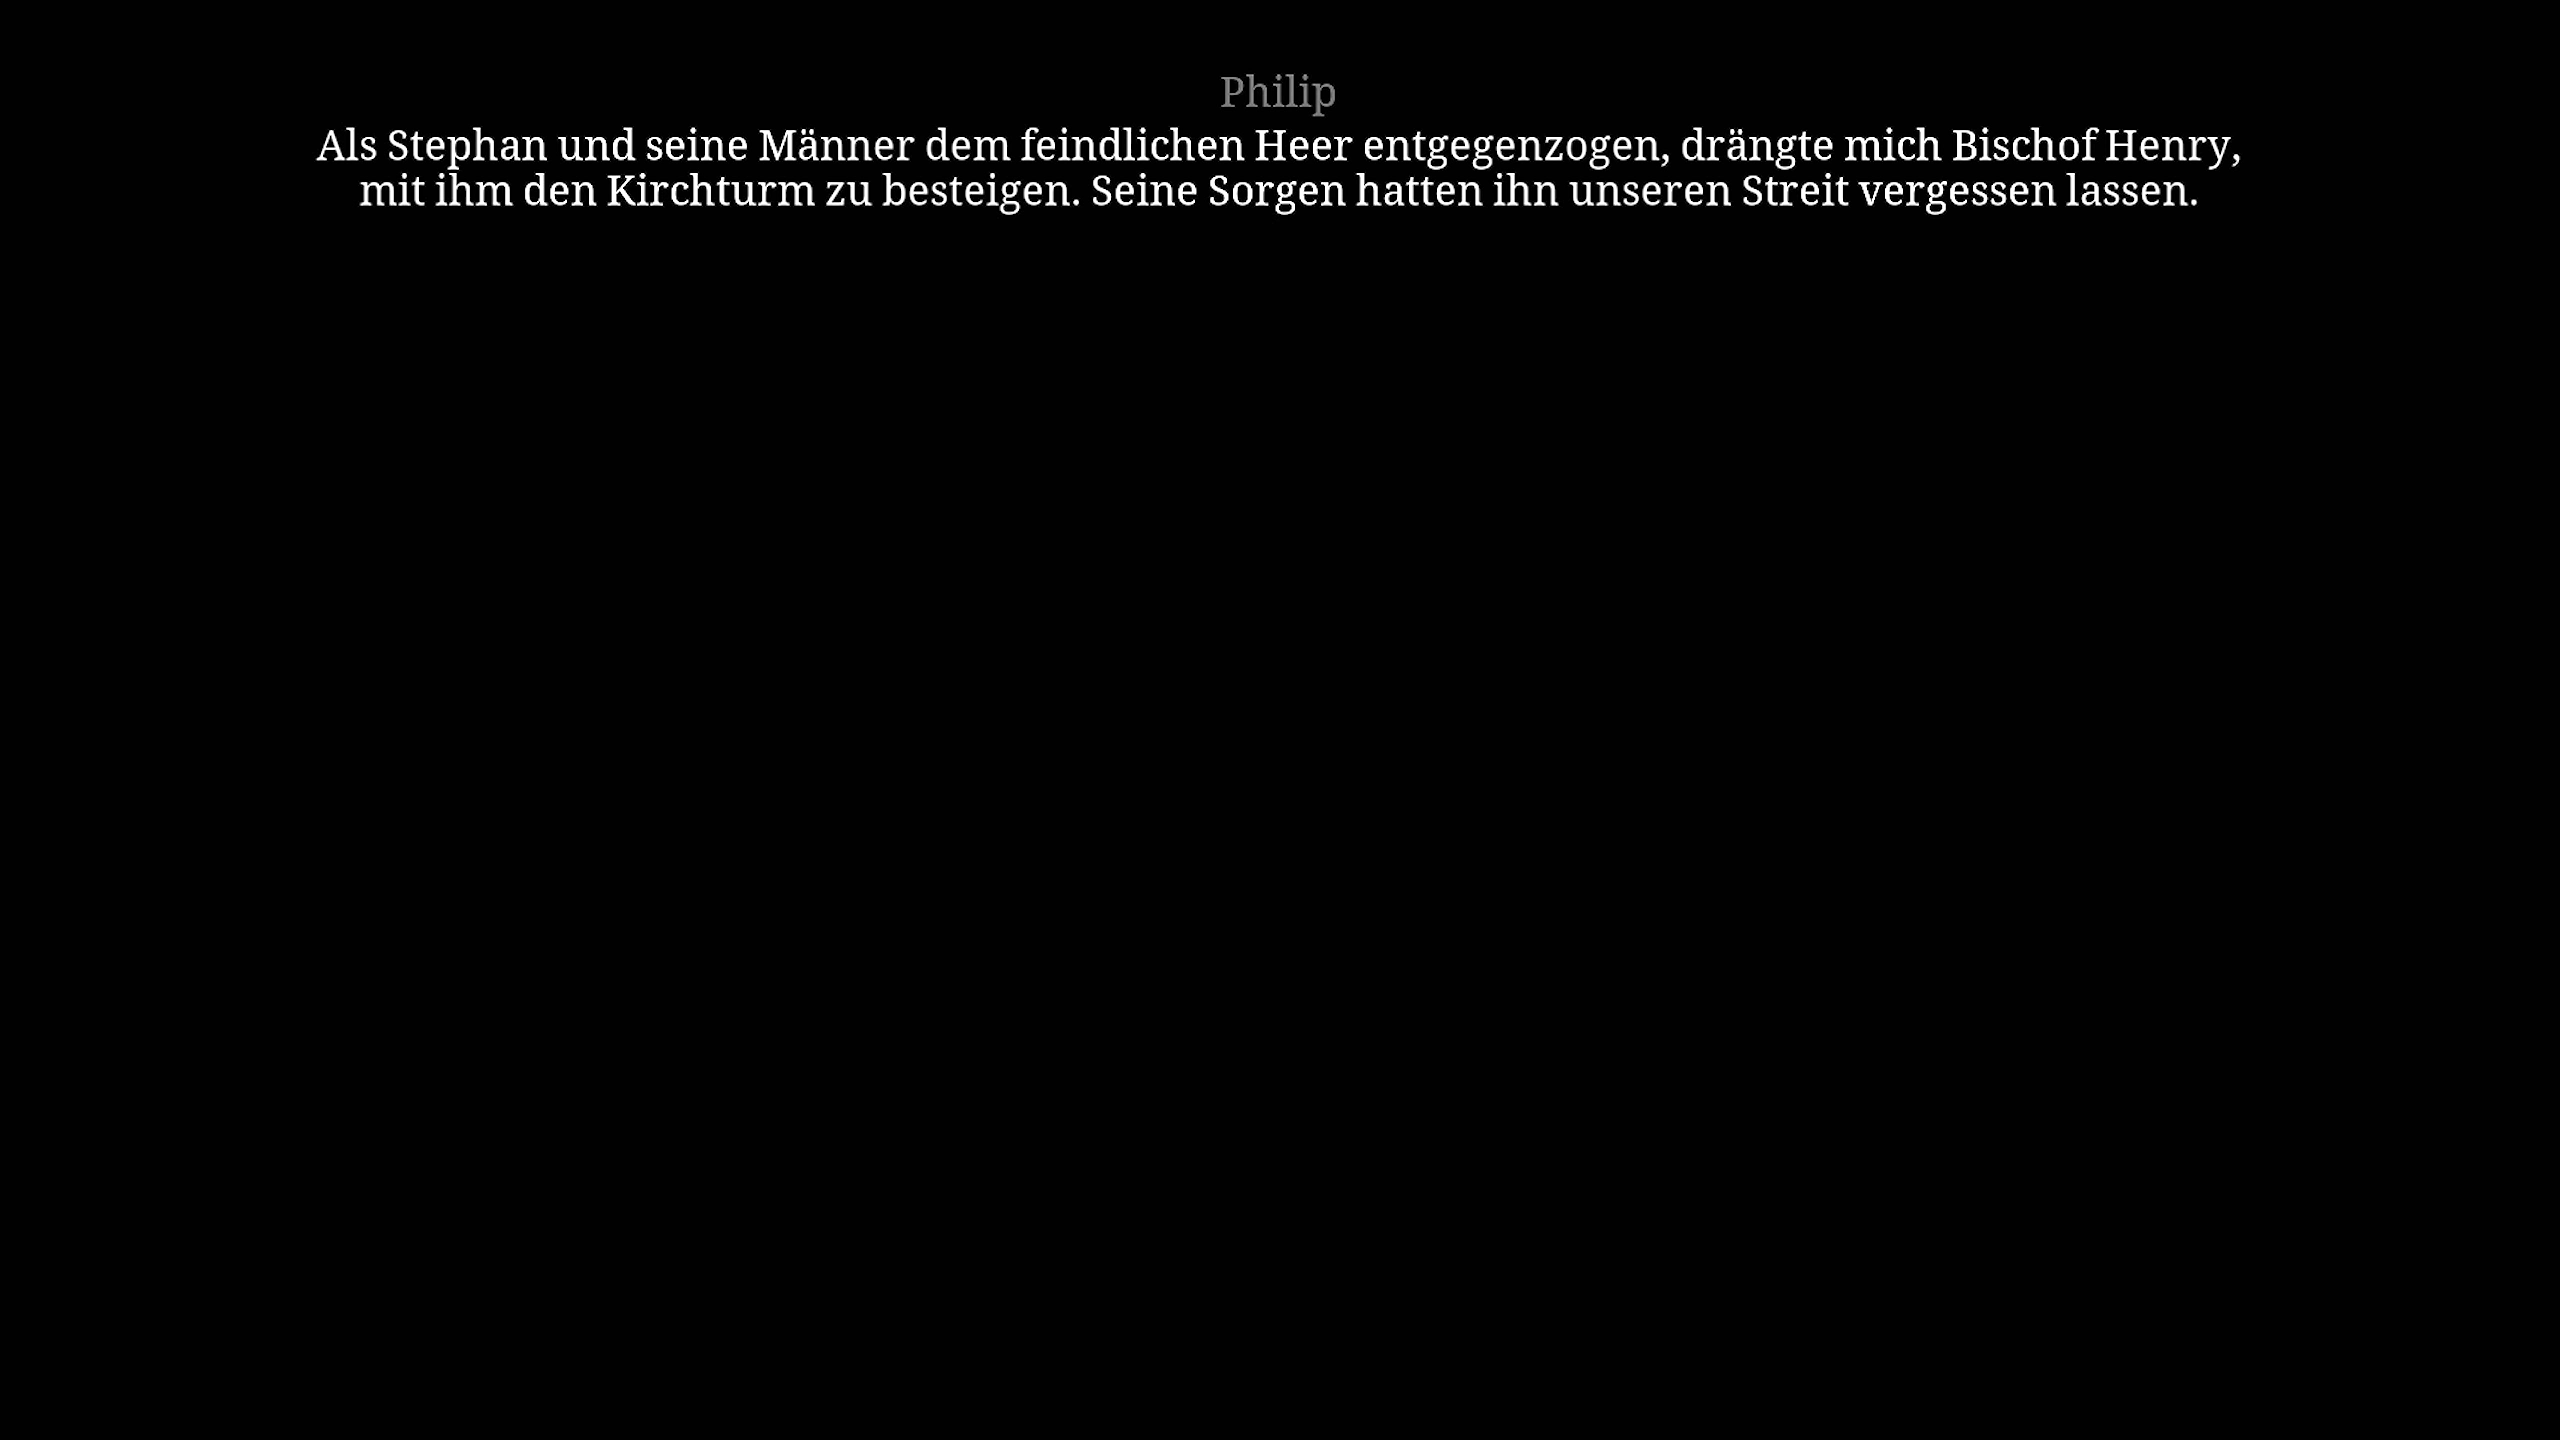 Philip
Als Stephan und seine Männer dem feindlichen Heer entgegenzogen, drängte mich Bischof Henry,
mit ihm den Kirchturm zu besteigen. Seine Sorgen hatten ihn unseren Streit vergessen lassen.